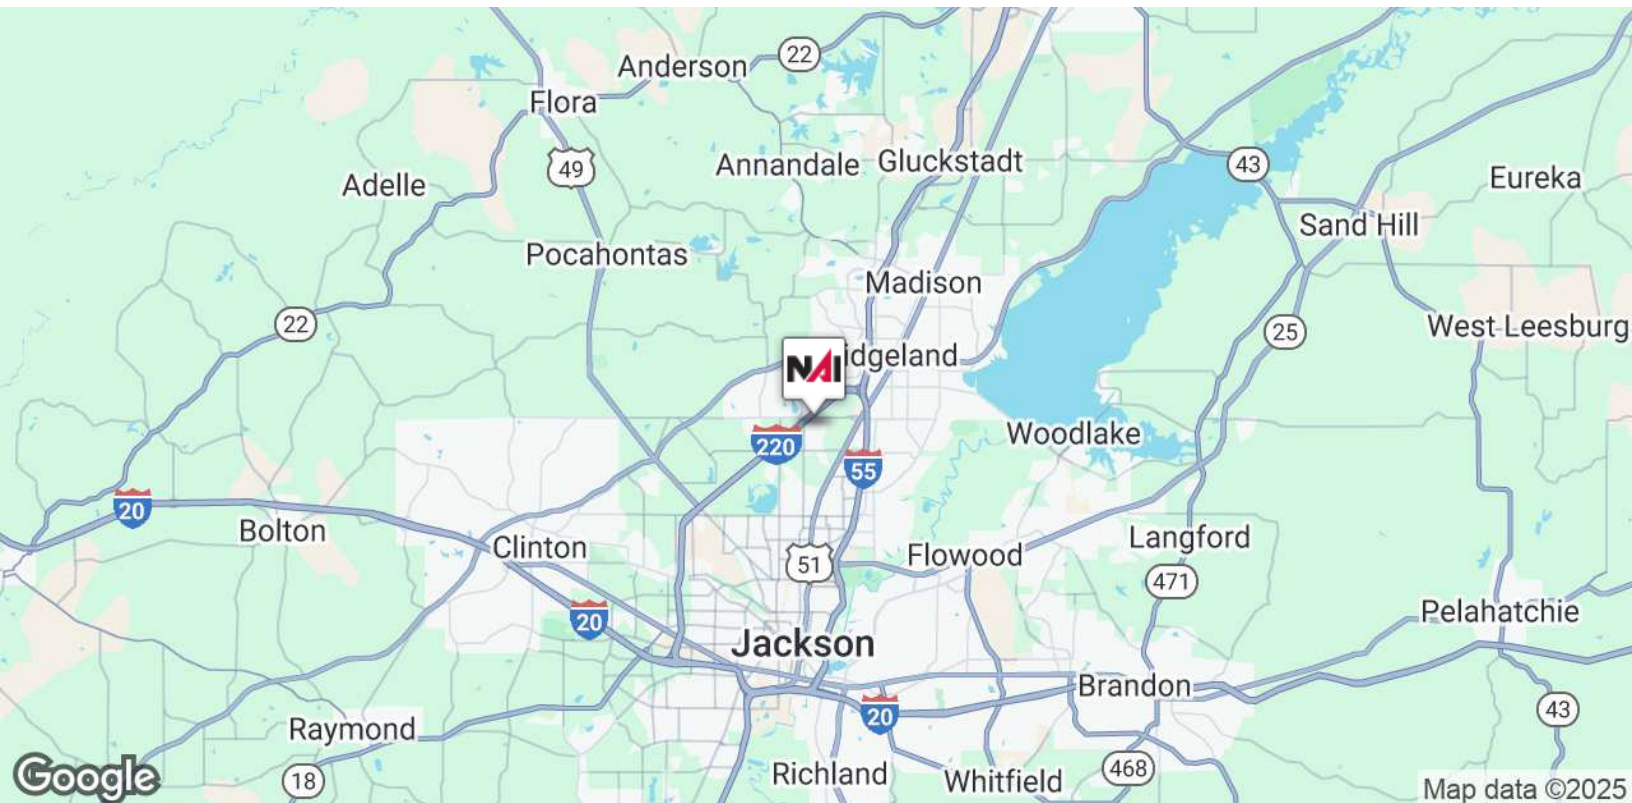 Anderson
22
Flora
49
Annandale
Gluckstadt
43
Adelle
Eureka
Sand Hill
Pocahontas
Madison
22
25
West Leesburg
NAI
idgeland
220
55
Woodlake
20
Bolton
Clinton
51
Flowood
Langford
471
20
Jackson
Pelahatchie
Brandon
20
43
Raymond
18
Richland
Whitfield
468
Google
Map data ©2025